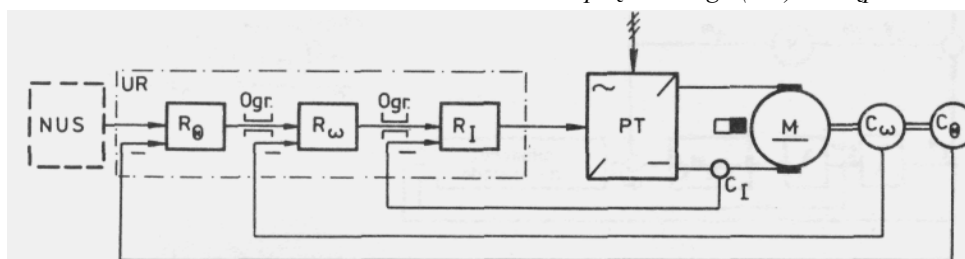 UR
Ogr.
Ogr.
NUS
R_Θ
R_ω
R_I
~
PT
M
C_ω
C_Θ
C_I